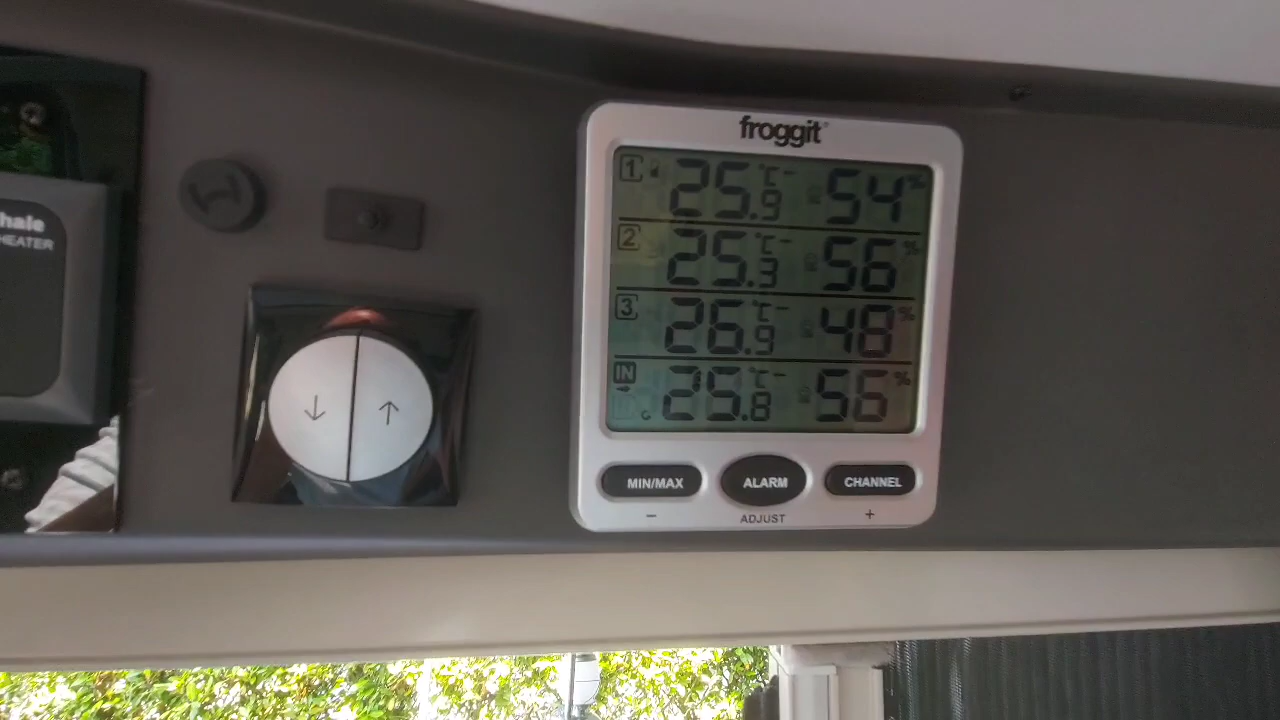 hale
HEATER
froggit
1 25.9 °C 54 %
2 25.3 °C 56 %
3 26.9 °C 48 %
IN 25.8 °C 56 %
MIN/MAX ALARM CHANNEL
- ADJUST +